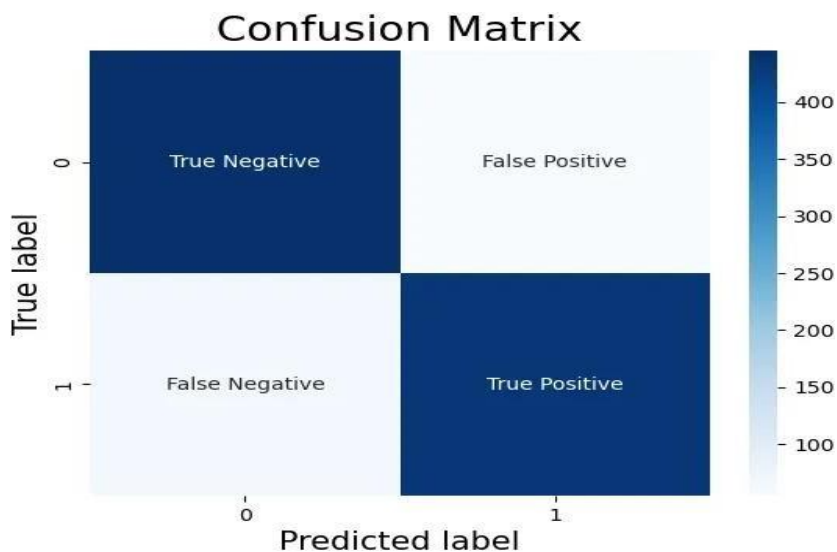 Confusion Matrix
True label
0
True Negative
False Positive
1
False Negative
True Positive
0
1
Predicted label
400
350
300
250
200
150
100